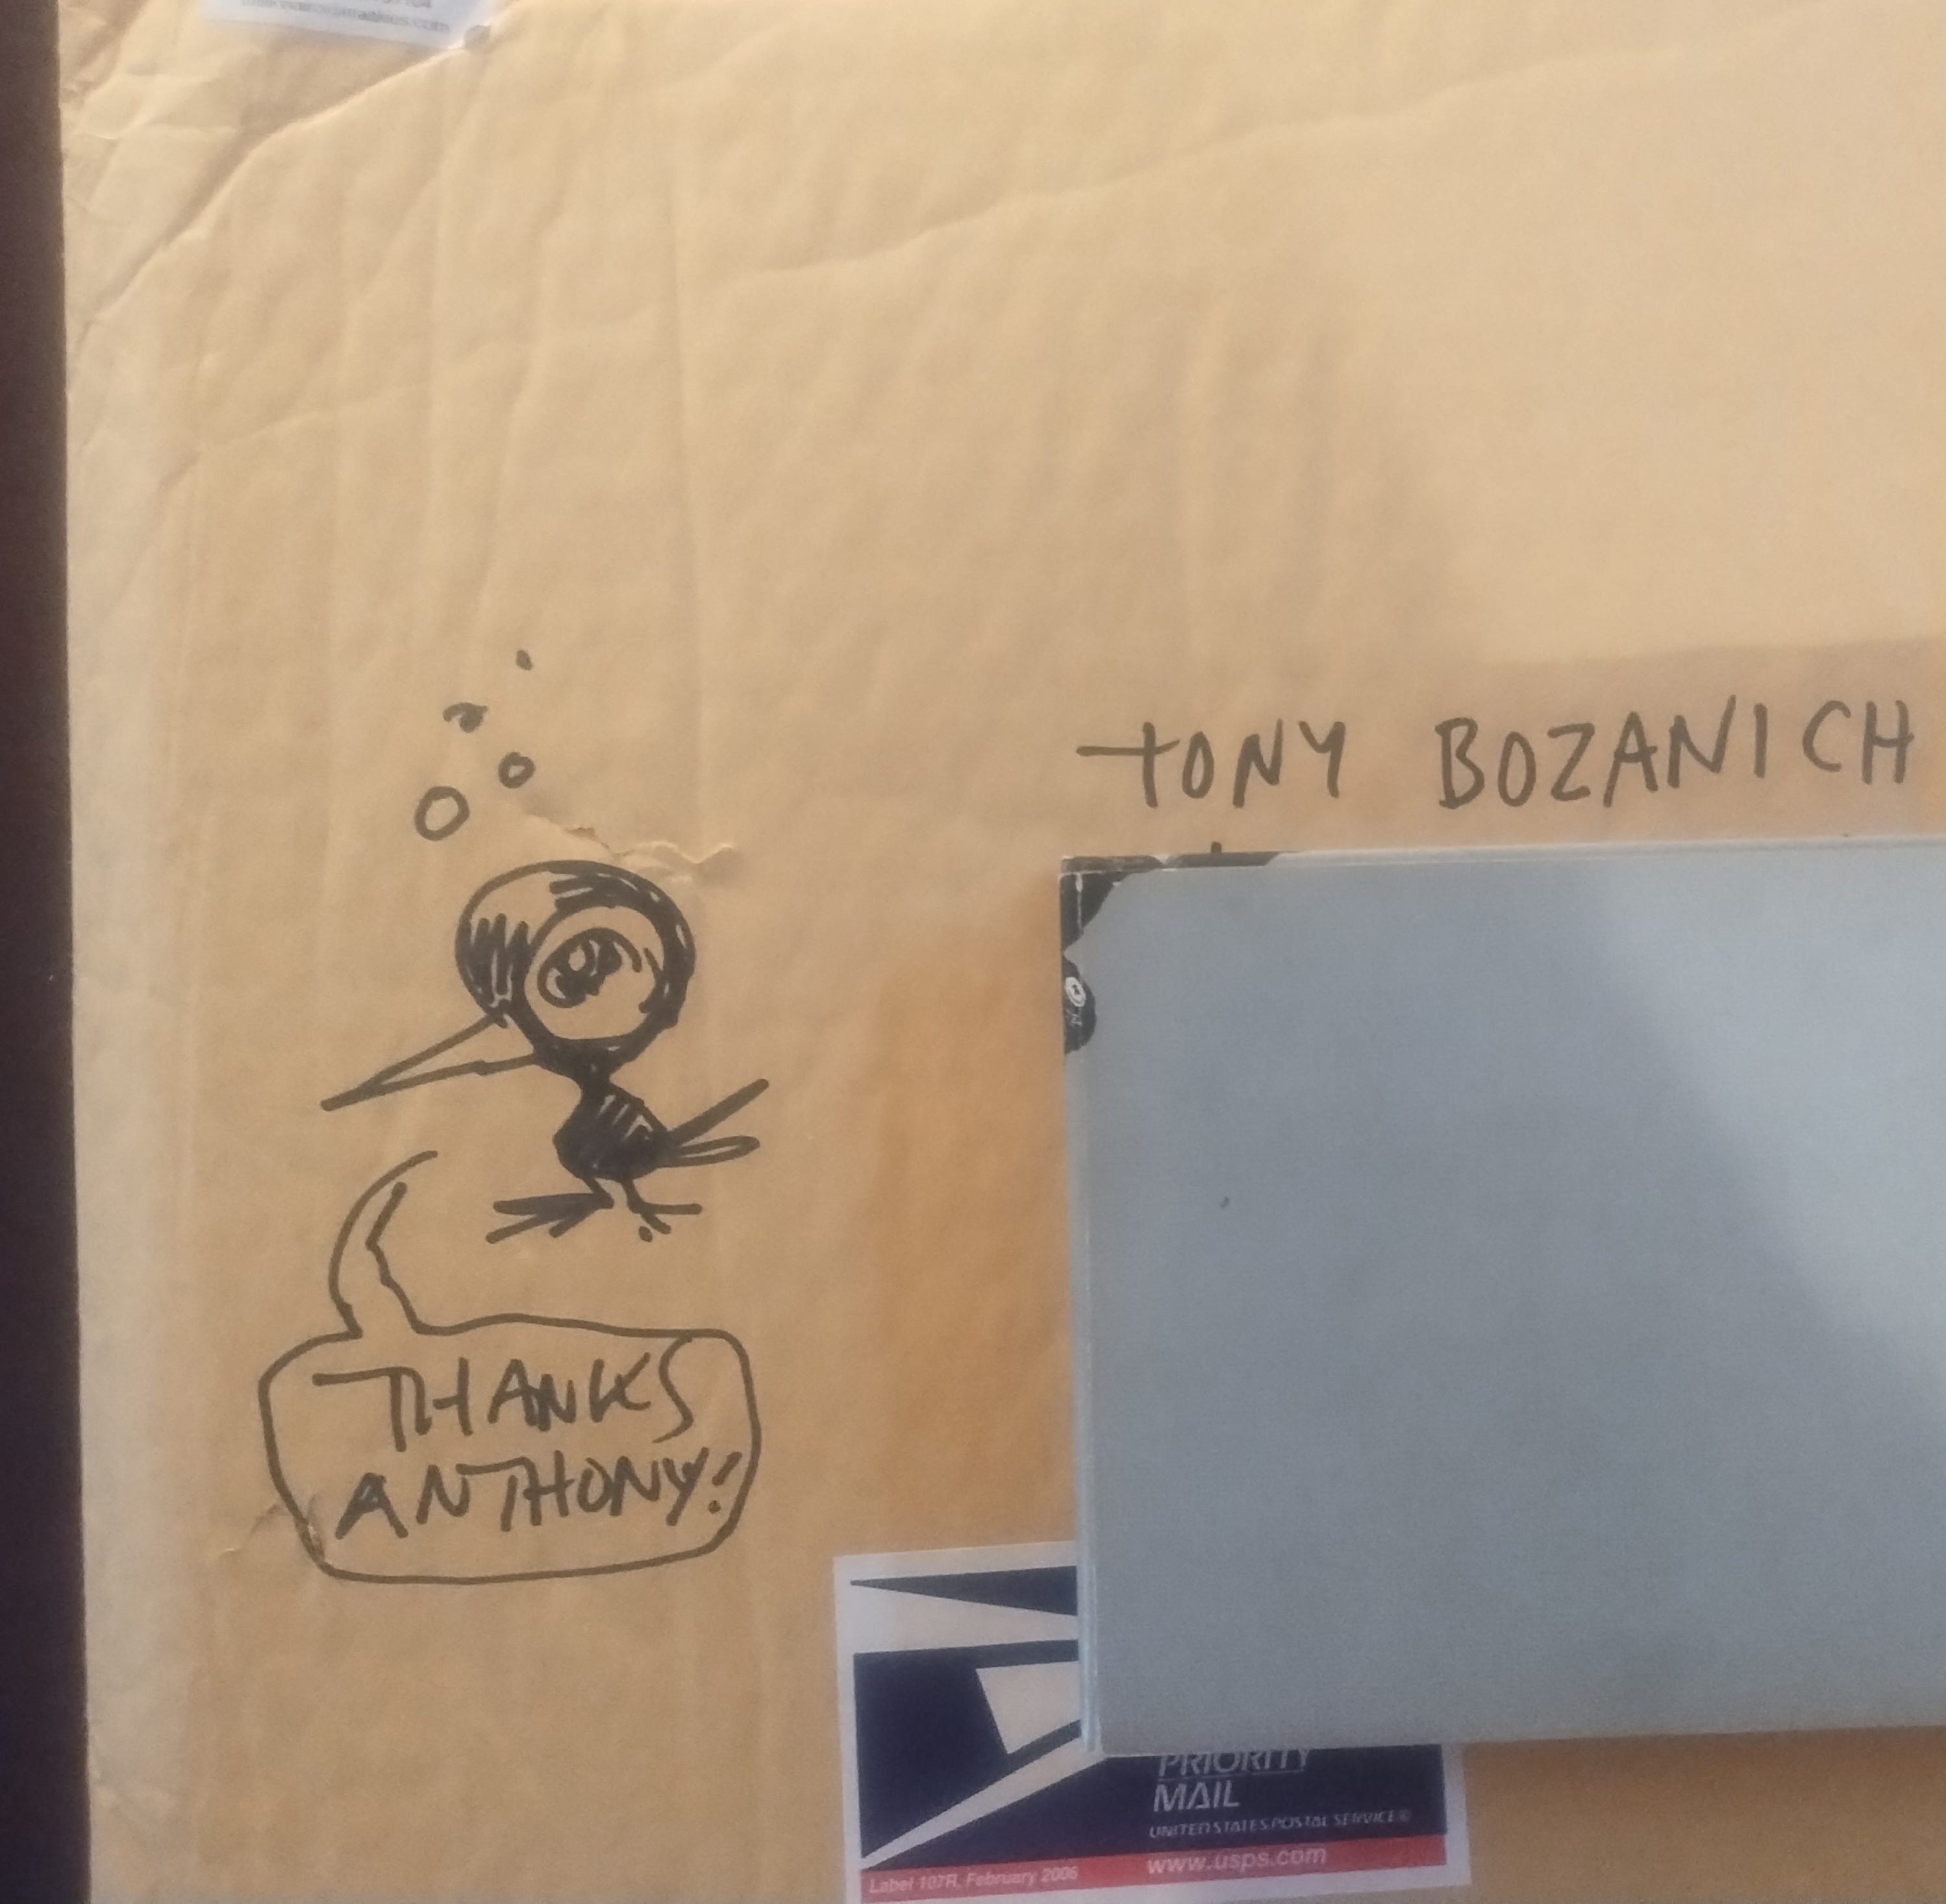 TONY BOZANICH
THANKS
ANTHONY!
PRIORITY
MAIL
UNITED STATES POSTAL SERVICE®
www.usps.com
Label 107R, February 2006